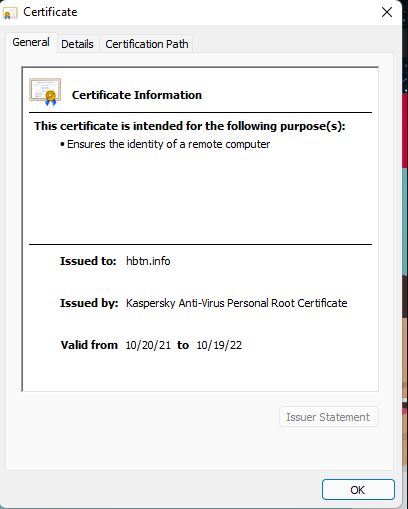 Certificate
General
Details
Certification Path
Certificate Information
This certificate is intended for the following purpose(s):
• Ensures the identity of a remote computer
Issued to: hbtn.info
Issued by: Kaspersky Anti-Virus Personal Root Certificate
Valid from 10/20/21 to 10/19/22
Issuer Statement
OK